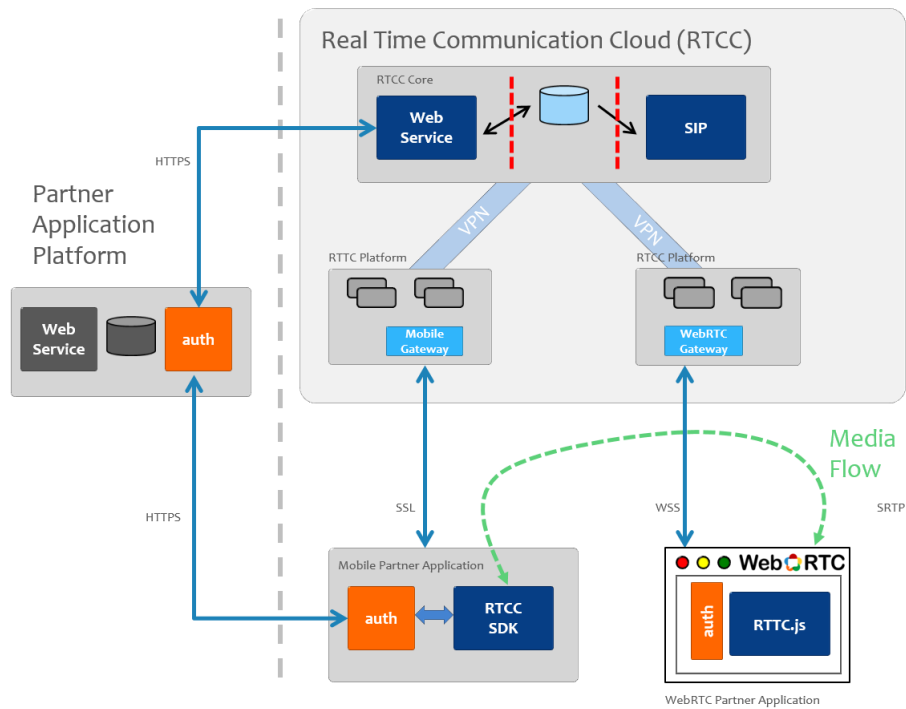 Real Time Communication Cloud (RTCC)
RTCC Core
Web
Service
SIP
HTTPS
Partner
Application
Platform
VPN
VPN
RTTC Platform
RTCC Platform
Web
Service
auth
Mobile
Gateway
WebRTC
Gateway
Media
Flow
HTTPS
SSL
WSS
SRTP
Mobile Partner Application
WebRTC
auth
RTCC
SDK
auth
RTTC.js
WebRTC Partner Application